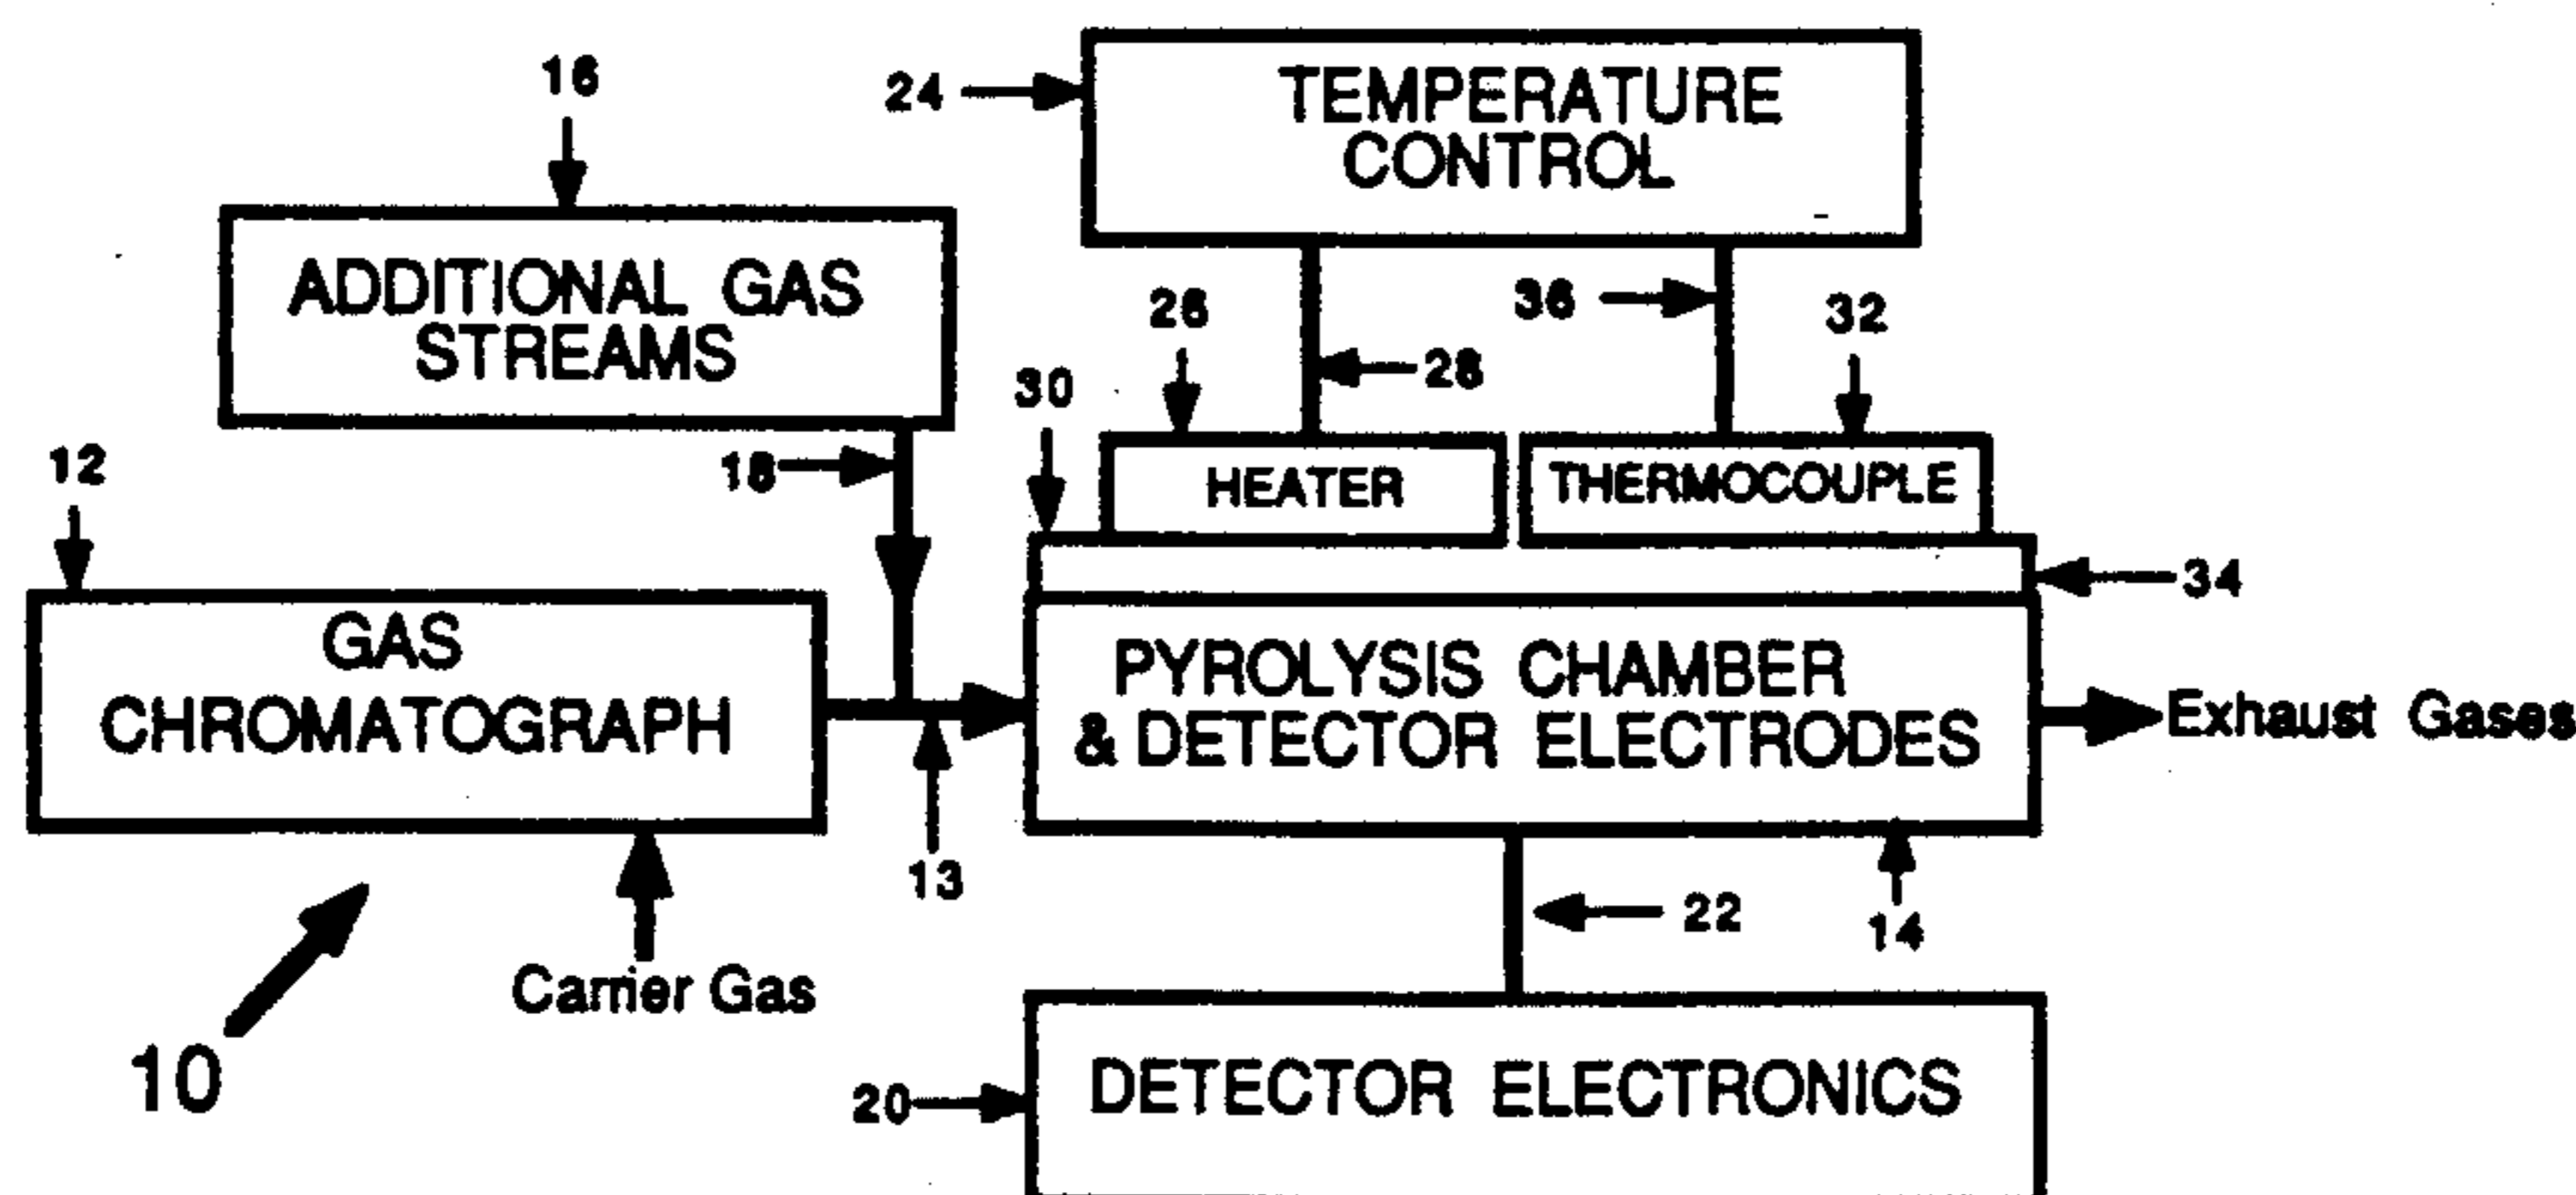 16
24
TEMPERATURE
CONTROL
ADDITIONAL GAS
STREAMS
26
36
32
30
28
12
18
HEATER
THERMOCOUPLE
34
GAS
CHROMATOGRAPH
PYROLYSIS CHAMBER
& DETECTOR ELECTRODES
Exhaust Gases
13
22
14
Carrier Gas
10
20
DETECTOR ELECTRONICS